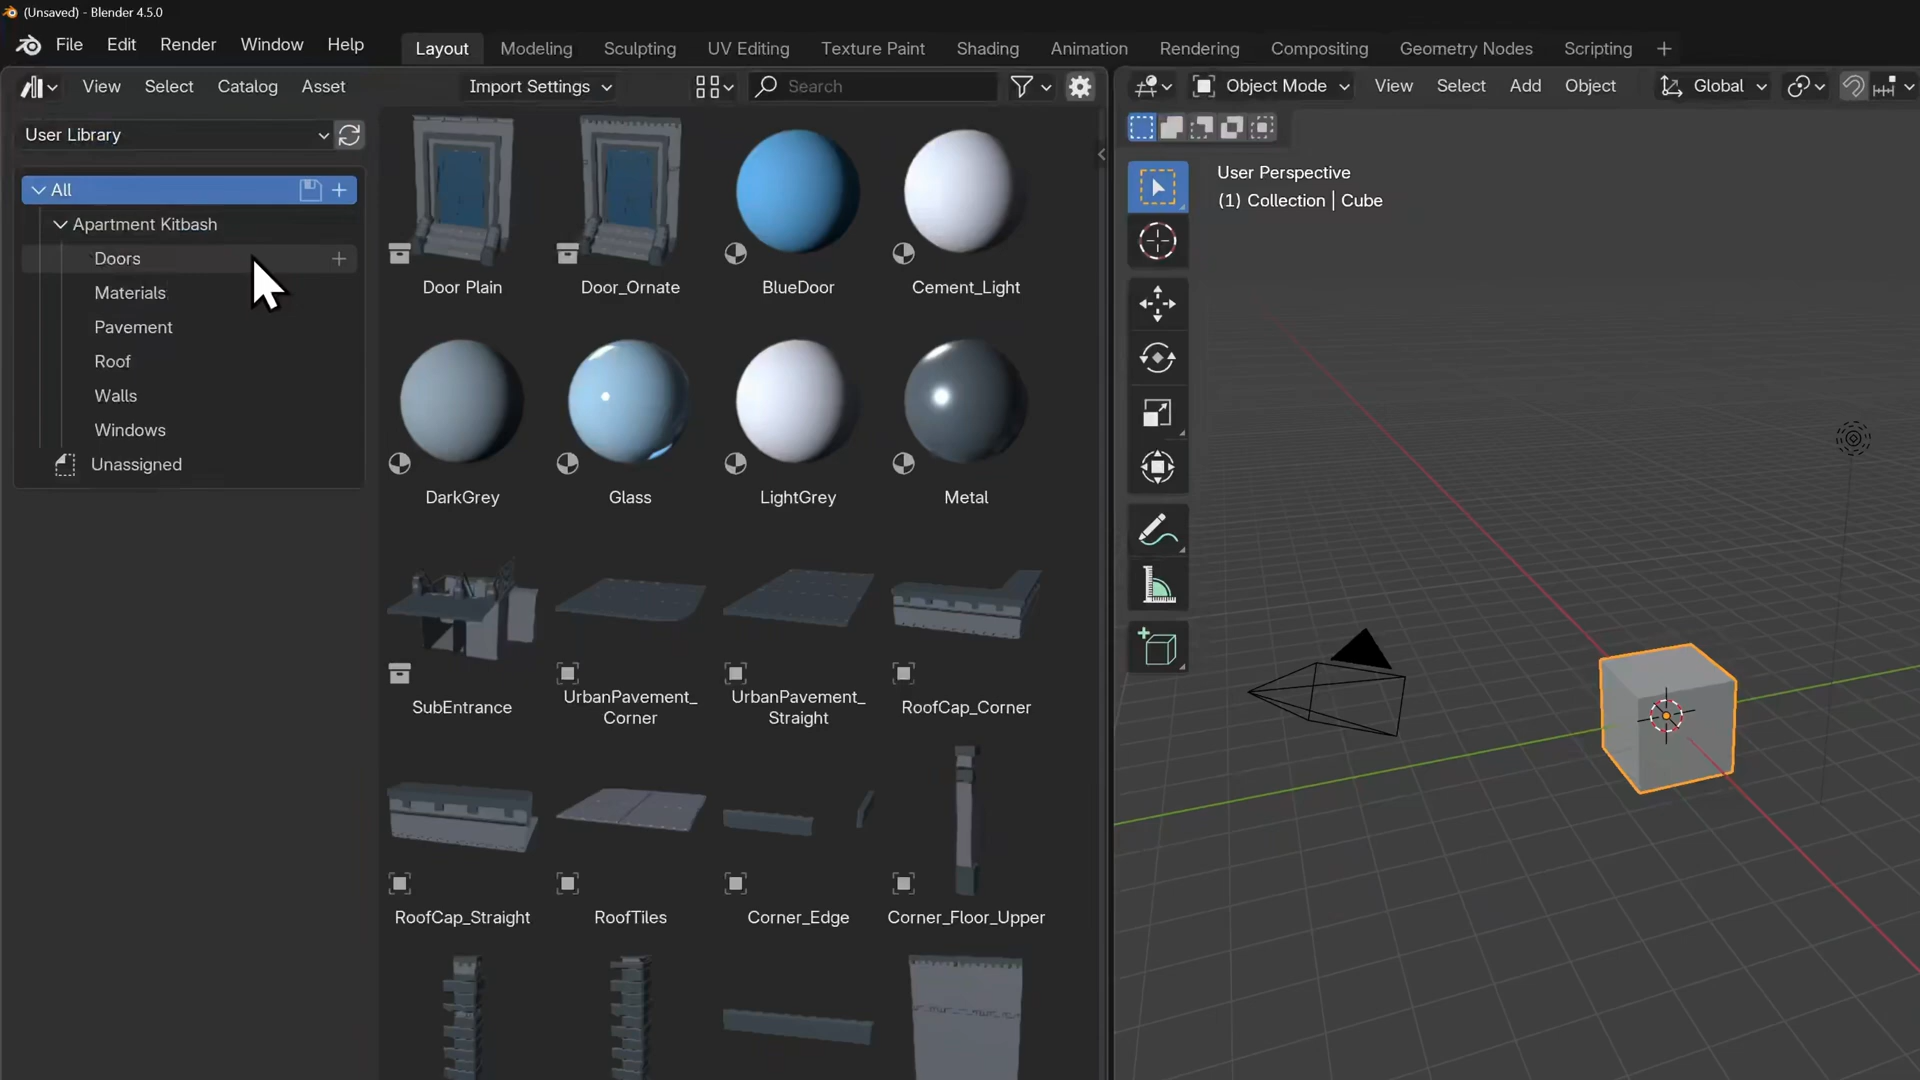 (Unsaved) - Blender 4.5.0
File Edit Render Window Help Layout Modeling Sculpting UV Editing Texture Paint Shading Animation Rendering Compositing Geometry Nodes Scripting
View Select Catalog Asset Import Settings Search Object Mode View Select Add Object Global
User Library
All
Apartment Kitbash
Doors
Materials
Pavement
Roof
Walls
Windows
Unassigned
Door Plain Door_Ornate BlueDoor Cement_Light
DarkGrey Glass LightGrey Metal
SubEntrance UrbanPavement_
Corner UrbanPavement_
Straight RoofCap_Corner
RoofCap_Straight RoofTiles Corner_Edge Corner_Floor_Upper
User Perspective
(1) Collection | Cube